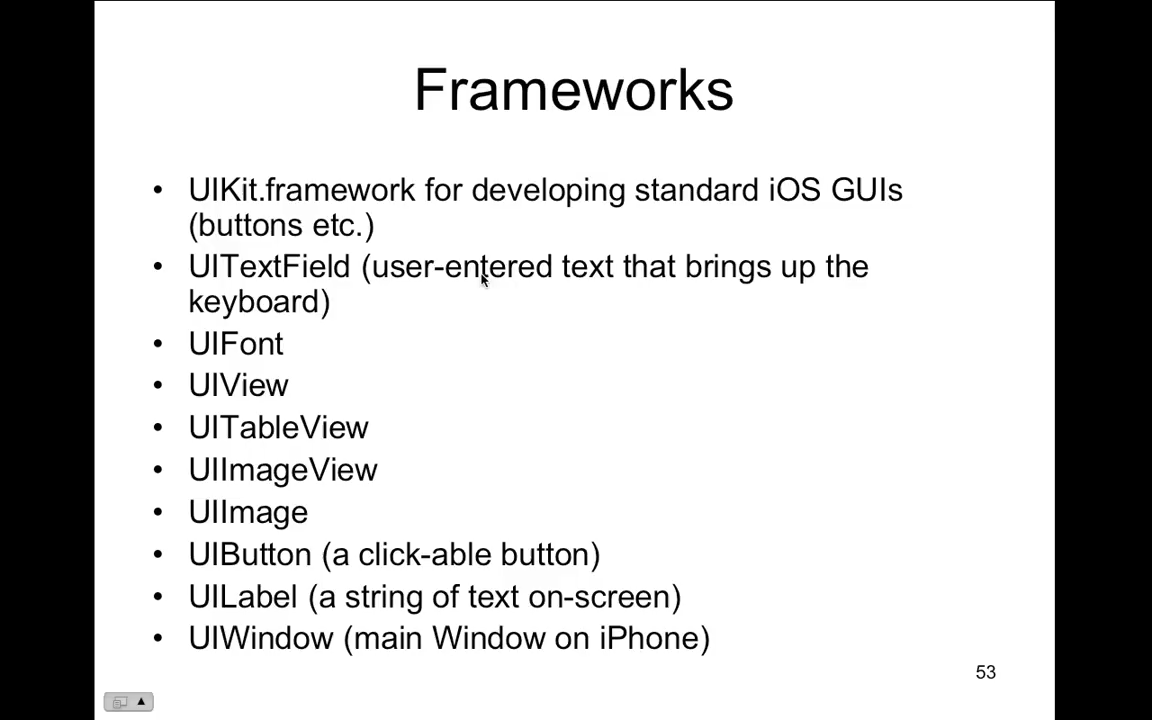 Frameworks
• UIKit.framework for developing standard iOS GUIs
(buttons etc.)
• UITextField (user-entered text that brings up the
keyboard)
• UIFont
• UIView
• UITableView
• UIImageView
• UIImage
• UIButton (a click-able button)
• UILabel (a string of text on-screen)
• UIWindow (main Window on iPhone)
53